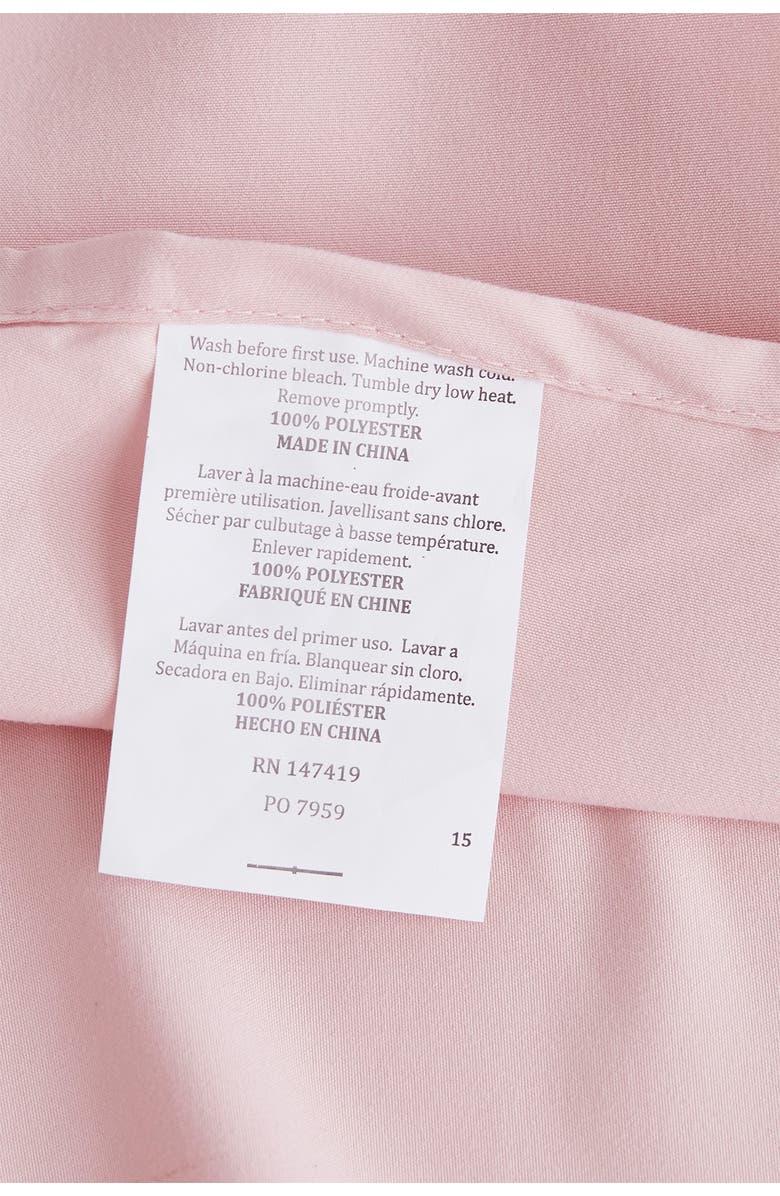 Wash before first use. Machine wash cold.
Non-chlorine bleach. Tumble dry low heat.
Remove promptly.
100% POLYESTER
MADE IN CHINA
Laver à la machine-eau froide-avant
première utilisation. Javellisant sans chlore.
Sécher par culbutage à basse température.
Enlever rapidement.
100% POLYESTER
FABRIQUÉ EN CHINE
Lavar antes del primer uso. Lavar a
Máquina en fría. Blanquear sin cloro.
Secadora en Bajo. Eliminar rápidamente.
100% POLIÉSTER
HECHO EN CHINA
RN 147419
PO 7959
15